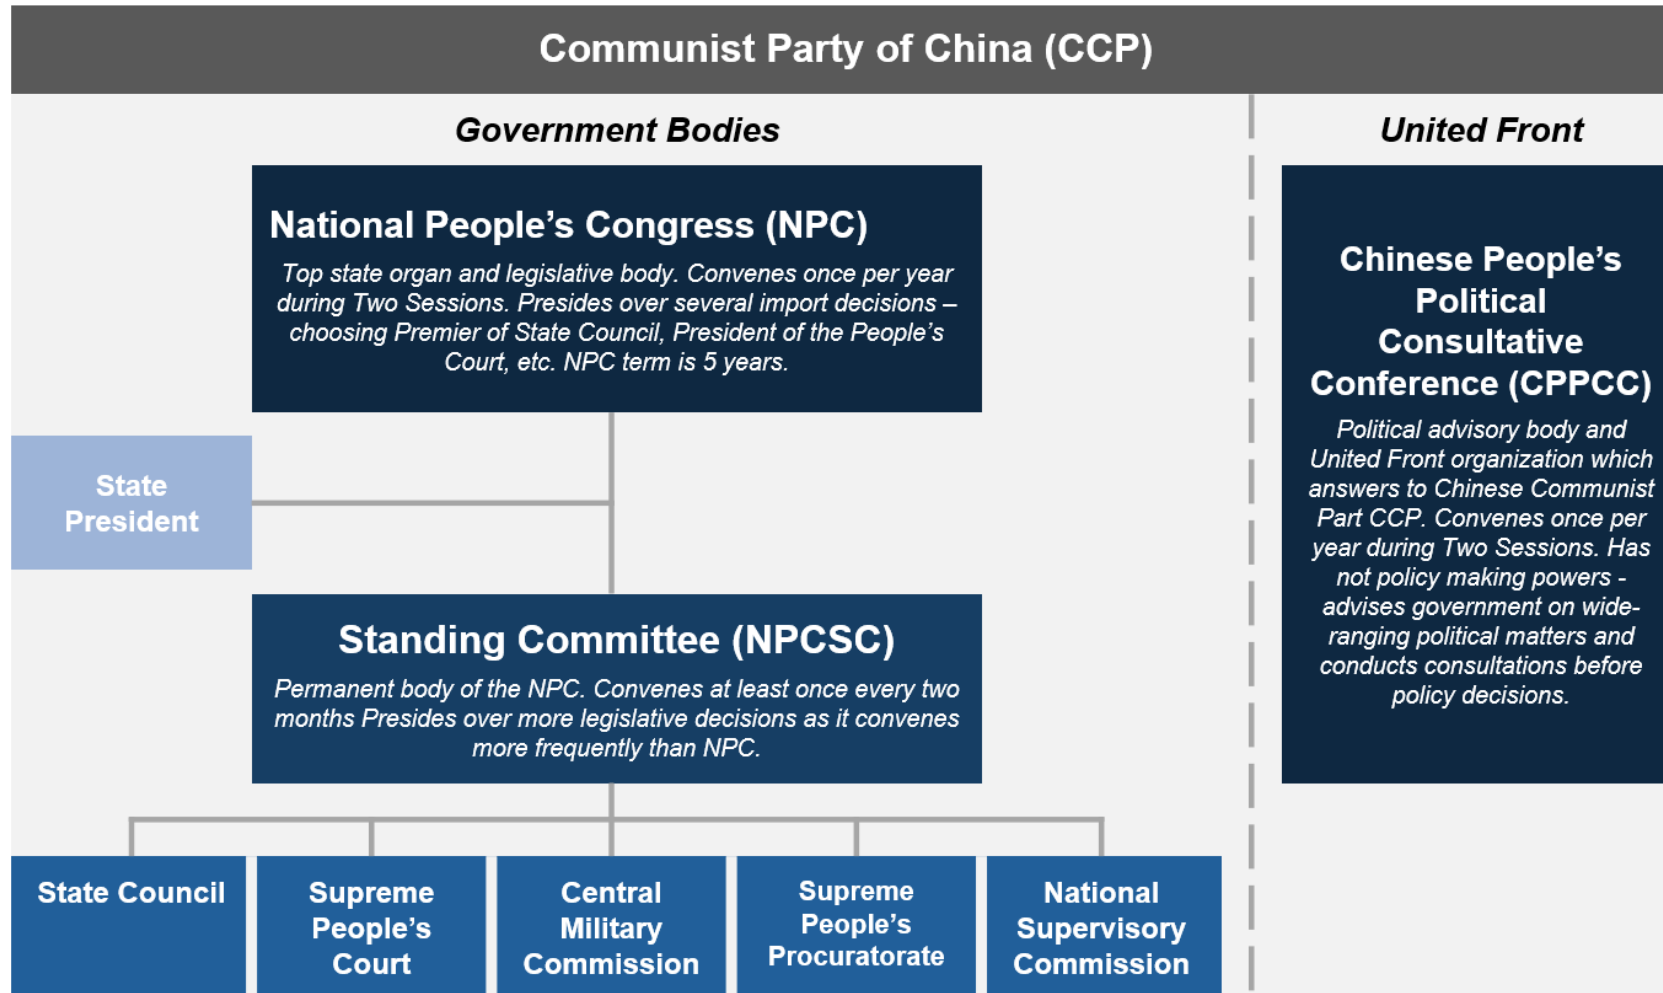 Communist Party of China (CCP)
Government Bodies
National People's Congress (NPC)
Top state organ and legislative body. Convenes once per year
during Two Sessions. Presides over several import decisions –
choosing Premier of State Council, President of the People's
Court, etc. NPC term is 5 years.
State
President
Standing Committee (NPCSC)
Permanent body of the NPC. Convenes at least once every two
months Presides over more legislative decisions as it convenes
more frequently than NPC.
State Council
Supreme
People's
Court
Central
Military
Commission
Supreme
People's
Procuratorate
National
Supervisory
Commission
United Front
Chinese People's
Political
Consultative
Conference (CPPCC)
Political advisory body and
United Front organization which
answers to Chinese Communist
Part CCP. Convenes once per
year during Two Sessions. Has
not policy making powers -
advises government on wide-
ranging political matters and
conducts consultations before
policy decisions.